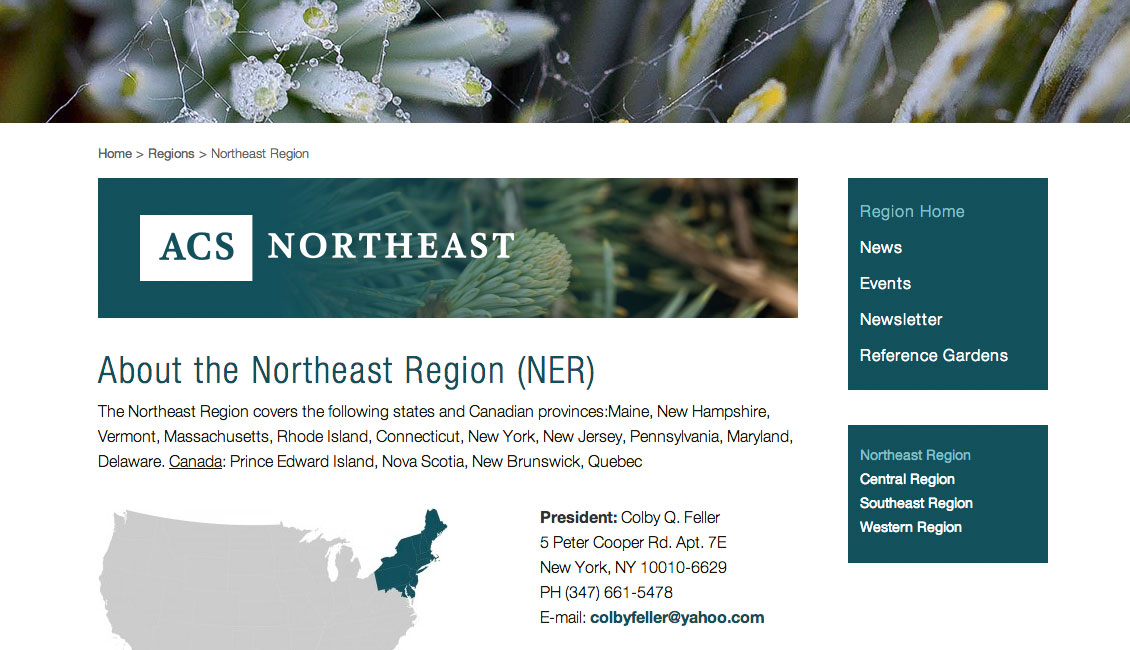 Home > Regions > Northeast Region
ACS NORTHEAST
About the Northeast Region (NER)
The Northeast Region covers the following states and Canadian provinces:Maine, New Hampshire,
Vermont, Massachusetts, Rhode Island, Connecticut, New York, New Jersey, Pennsylvania, Maryland,
Delaware. Canada: Prince Edward Island, Nova Scotia, New Brunswick, Quebec
President: Colby Q. Feller
5 Peter Cooper Rd. Apt. 7E
New York, NY 10010-6629
PH (347) 661-5478
E-mail: colbyfeller@yahoo.com
Region Home
News
Events
Newsletter
Reference Gardens
Northeast Region
Central Region
Southeast Region
Western Region